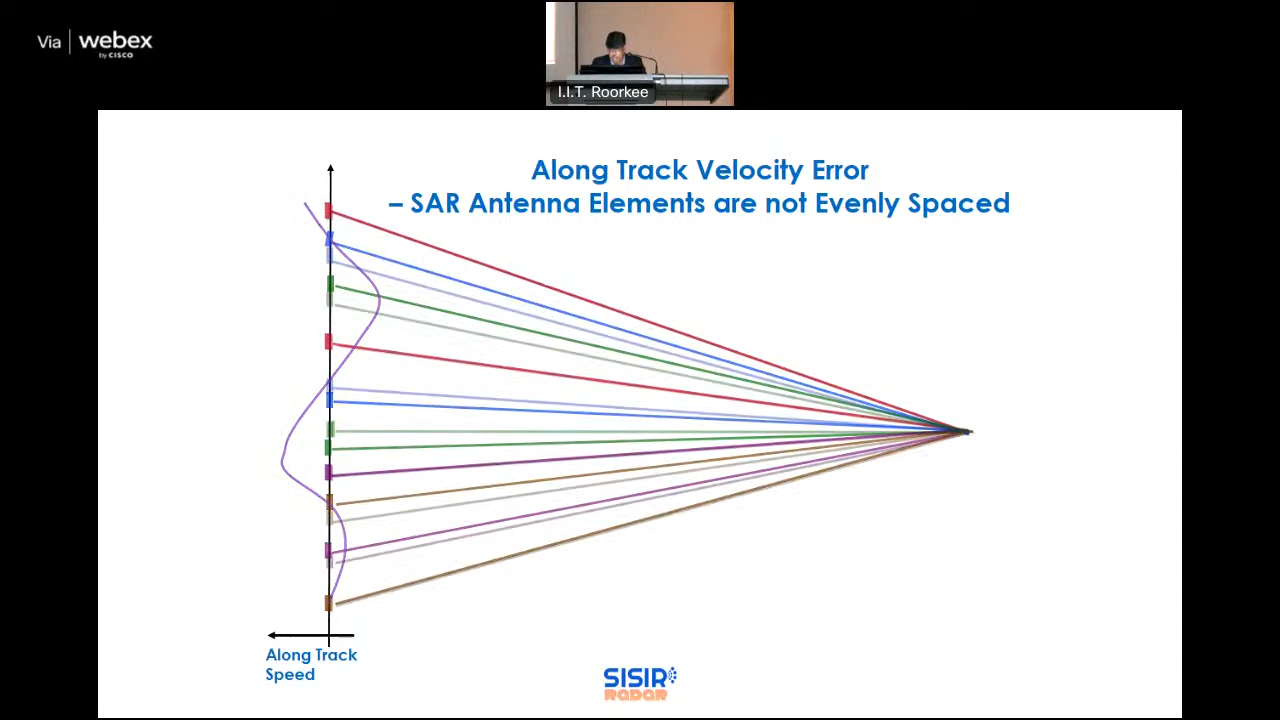 Via webex
by CISCO
I.I.T. Roorkee
Along Track Velocity Error
– SAR Antenna Elements are not Evenly Spaced
Along Track
Speed
SISIR
RADAR